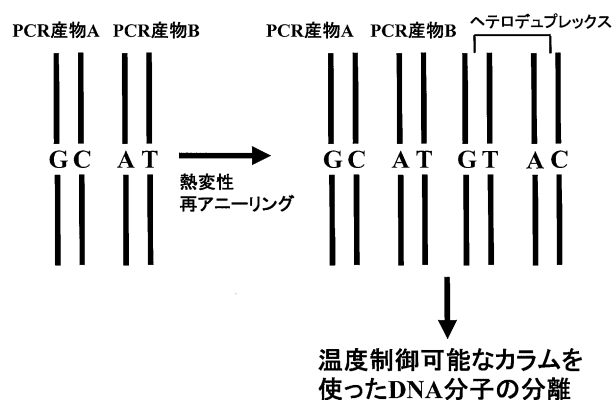 PCR産物A PCR産物B
G C A T
熱変性
再アニーリング
ヘテロデュプレックス
PCR産物A PCR産物B
G C A T G T A C
温度制御可能なカラムを
使ったDNA分子の分離